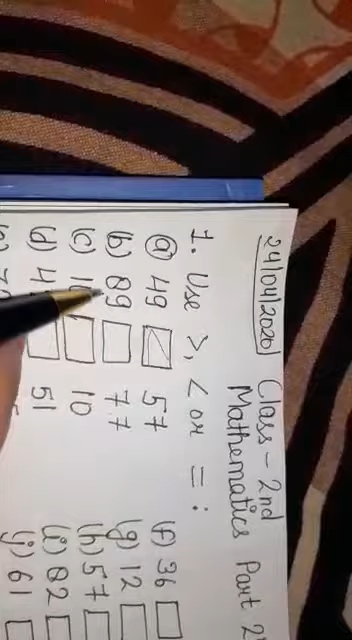 24/04/2020
Class - 2nd
Mathematics Part 2
1. Use >, < or = :
(a) 49 < 57
(b) 89 □ 77
(c) □ 10
(d) □ 51
(f) 36 □
(g) 12 □
(h) 57 □
(i) 82 □
(j) 61 □